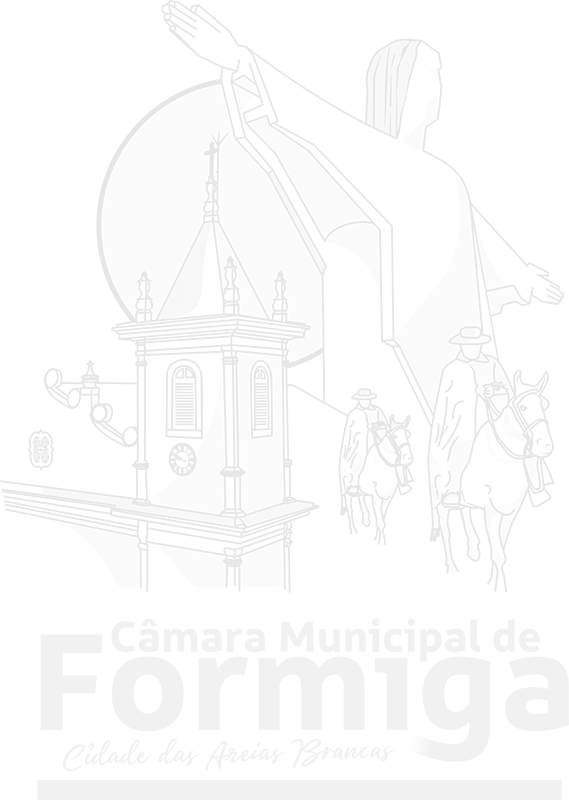 Câmara Municipal de
Formiga
Cidade das Areias Brancas